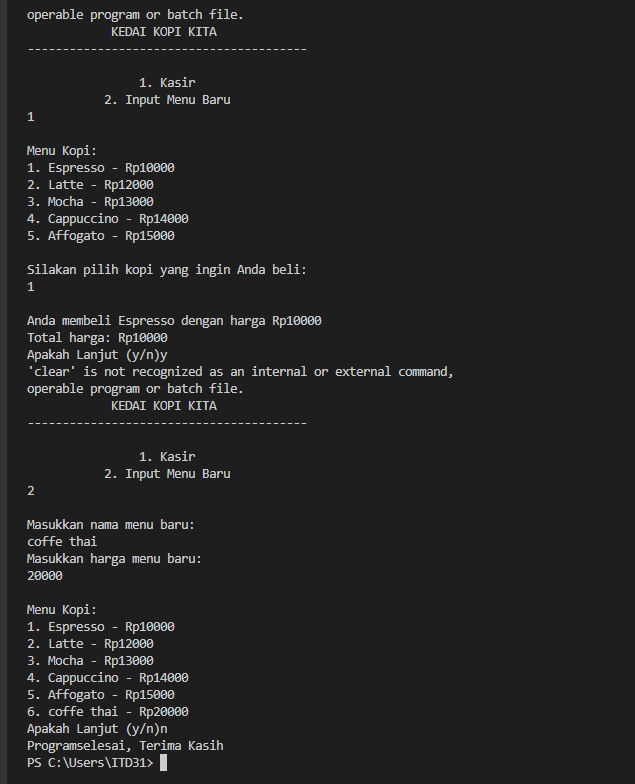 operable program or batch file.
KEDAI KOPI KITA
----------------------------------------
1. Kasir
2. Input Menu Baru
1
Menu Kopi:
1. Espresso - Rp10000
2. Latte - Rp12000
3. Mocha - Rp13000
4. Cappuccino - Rp14000
5. Affogato - Rp15000
Silakan pilih kopi yang ingin Anda beli:
1
Anda membeli Espresso dengan harga Rp10000
Total harga: Rp10000
Apakah Lanjut (y/n)y
'clear' is not recognized as an internal or external command,
operable program or batch file.
KEDAI KOPI KITA
----------------------------------------
1. Kasir
2. Input Menu Baru
2
Masukkan nama menu baru:
coffe thai
Masukkan harga menu baru:
20000
Menu Kopi:
1. Espresso - Rp10000
2. Latte - Rp12000
3. Mocha - Rp13000
4. Cappuccino - Rp14000
5. Affogato - Rp15000
6. coffe thai - Rp20000
Apakah Lanjut (y/n)n
Programselesai, Terima Kasih
PS C:\Users\ITD31>